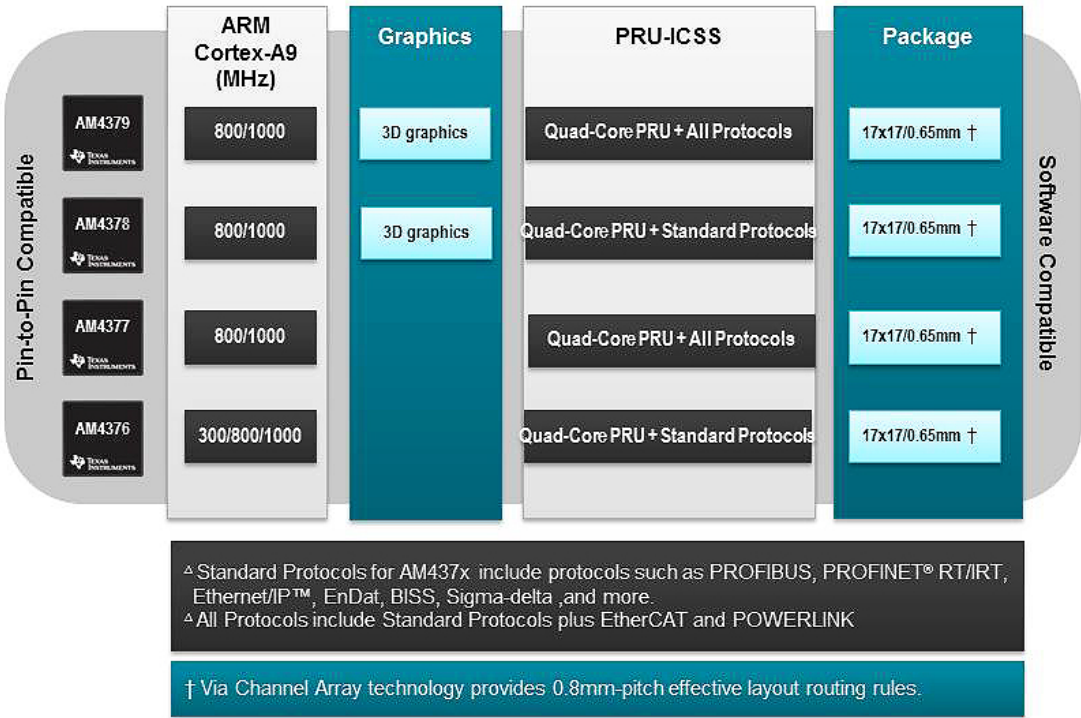 ARM
Cortex-A9
(MHz)
Graphics
PRU-ICSS
Package
Pin-to-Pin Compatible
Software Compatible
AM4379
TEXAS
INSTRUMENTS
800/1000
3D graphics
Quad-Core PRU + All Protocols
17x17/0.65mm †
AM4378
TEXAS
INSTRUMENTS
800/1000
3D graphics
Quad-Core PRU + Standard Protocols
17x17/0.65mm †
AM4377
TEXAS
INSTRUMENTS
800/1000
Quad-Core PRU + All Protocols
17x17/0.65mm †
AM4376
TEXAS
INSTRUMENTS
300/800/1000
Quad-Core PRU + Standard Protocols
17x17/0.65mm †
△ Standard Protocols for AM437x include protocols such as PROFIBUS, PROFINET® RT/IRT,
Ethernet/IP™, EnDat, BISS, Sigma-delta ,and more.
△ All Protocols include Standard Protocols plus EtherCAT and POWERLINK
† Via Channel Array technology provides 0.8mm-pitch effective layout routing rules.